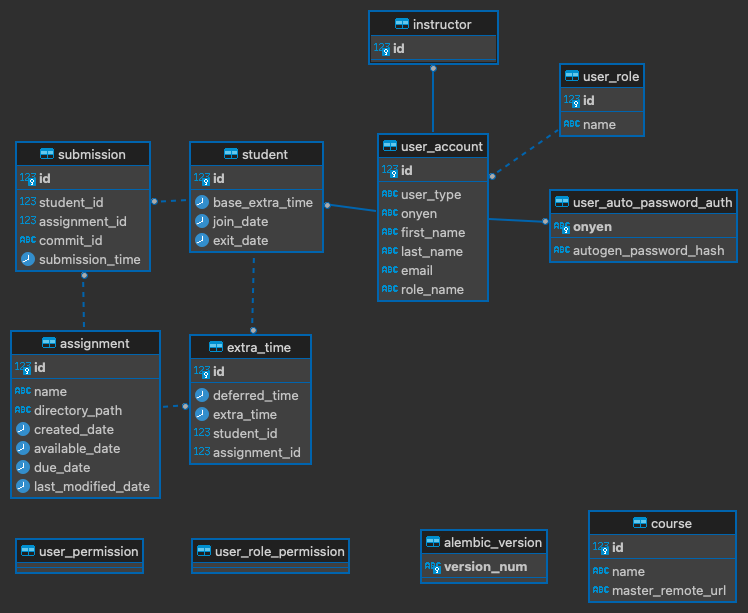 instructor
123 id
user_role
123 id
ABC name
user_account
123 id
ABC user_type
ABC onyen
ABC first_name
ABC last_name
ABC email
ABC role_name
submission
123 id
123 student_id
123 assignment_id
ABC commit_id
submission_time
student
123 id
base_extra_time
join_date
exit_date
user_auto_password_auth
ABC onyen
ABC autogen_password_hash
assignment
123 id
ABC name
ABC directory_path
created_date
available_date
due_date
last_modified_date
extra_time
123 id
deferred_time
extra_time
123 student_id
123 assignment_id
user_permission
user_role_permission
alembic_version
ABC version_num
course
123 id
ABC name
ABC master_remote_url